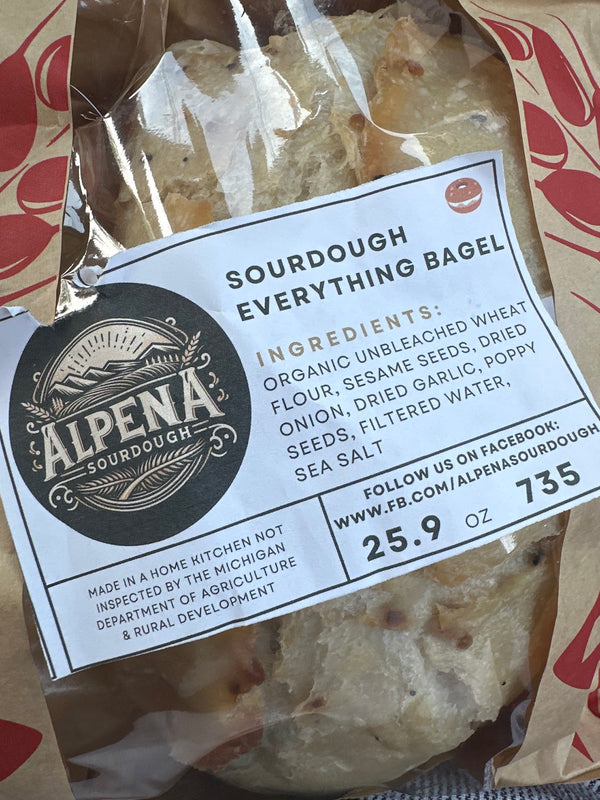 SOURDOUGH
EVERYTHING BAGEL
INGREDIENTS:
ORGANIC UNBLEACHED WHEAT
FLOUR, SESAME SEEDS, DRIED
ONION, DRIED GARLIC, POPPY
SEEDS, FILTERED WATER,
SEA SALT
ALPENA
SOURDOUGH
FOLLOW US ON FACEBOOK:
WWW.FB.COM/ALPENASOURDOUGH
25.9 OZ 735
MADE IN A HOME KITCHEN NOT
INSPECTED BY THE MICHIGAN
DEPARTMENT OF AGRICULTURE
& RURAL DEVELOPMENT